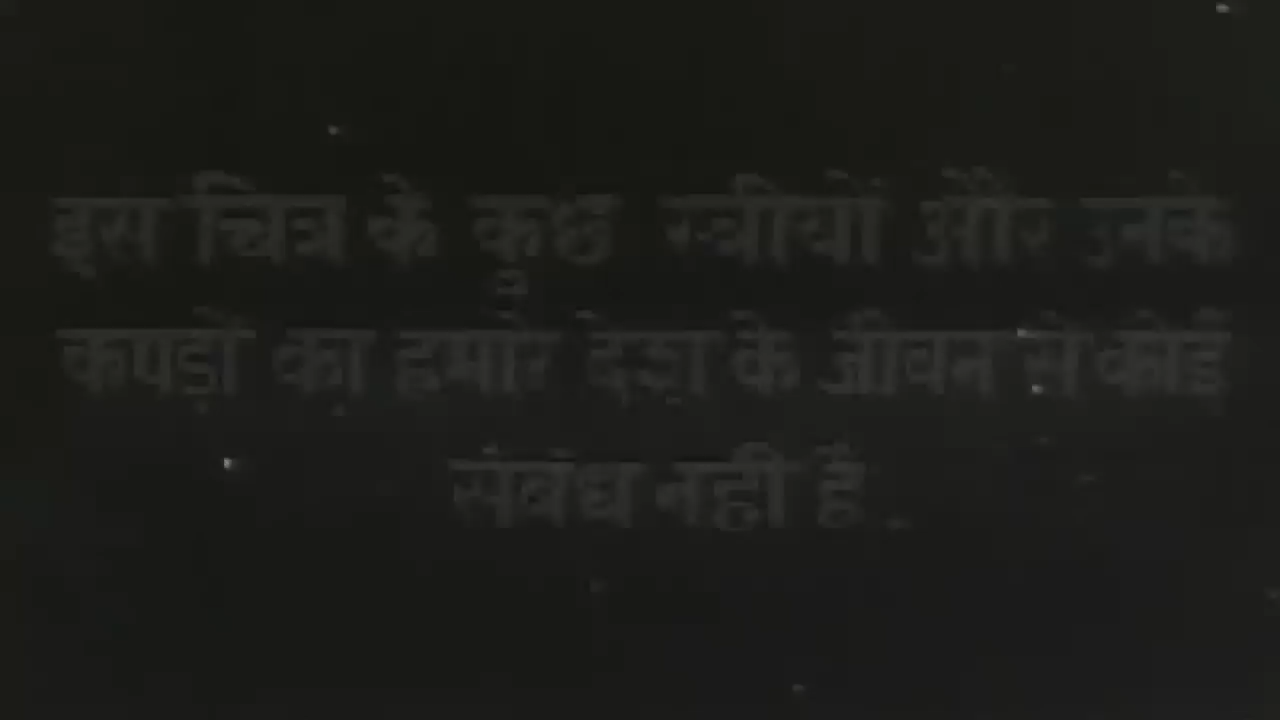 इस चित्र के कुछ स्त्रीयों और उनके
कपड़ों का हमारे देश के जीवन से कोई
संबंध नहीं है.